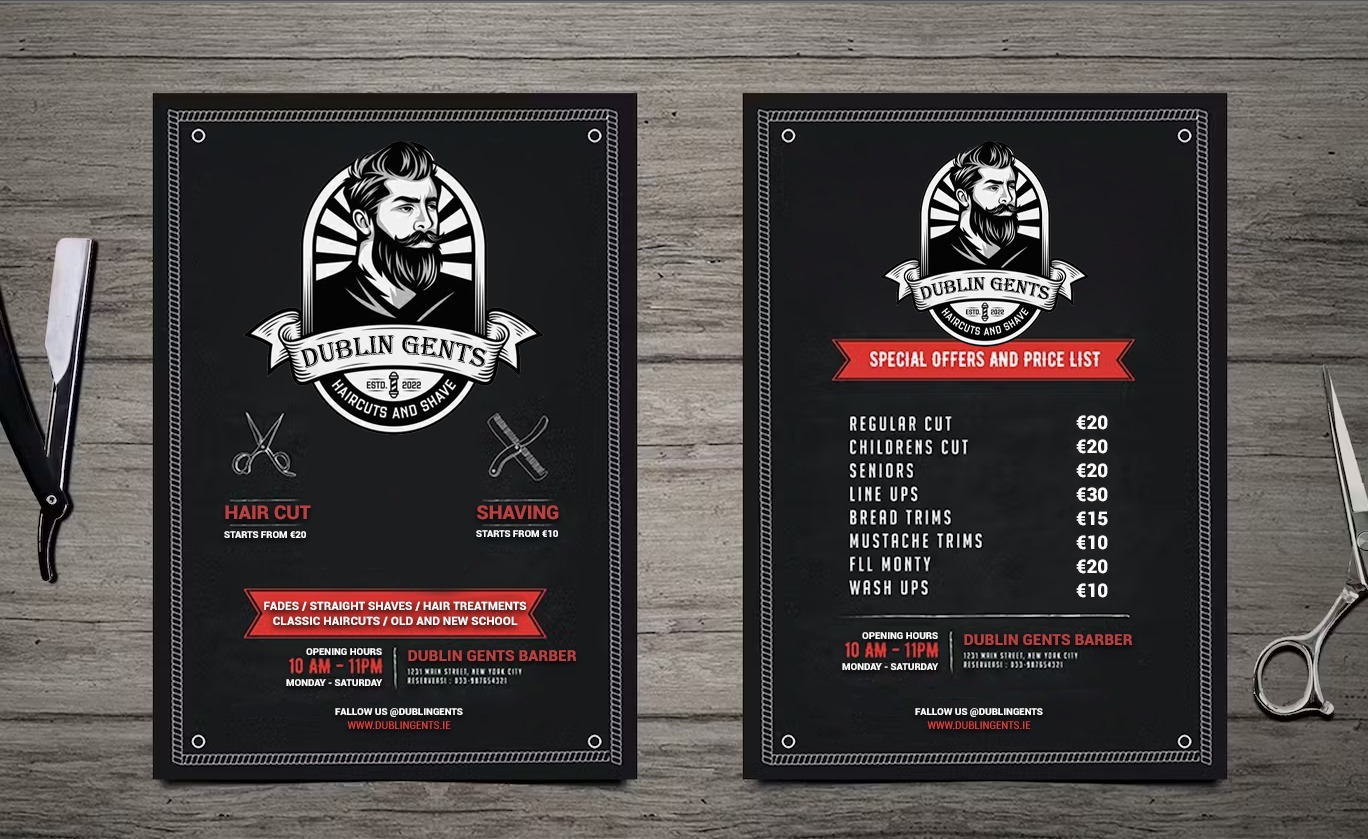 DUBLIN GENTS
ESTD. 2022
HAIRCUTS AND SHAVE
HAIR CUT
STARTS FROM €20
SHAVING
STARTS FROM €10
FADES / STRAIGHT SHAVES / HAIR TREATMENTS
CLASSIC HAIRCUTS / OLD AND NEW SCHOOL
OPENING HOURS
10 AM - 11PM
MONDAY - SATURDAY
DUBLIN GENTS BARBER
1231 MAIN STREET, NEW YORK CITY
RESERVERSI : 033-987654321
FALLOW US @DUBLINGENTS
WWW.DUBLINGENTS.IE
DUBLIN GENTS
ESTD. 2022
HAIRCUTS AND SHAVE
SPECIAL OFFERS AND PRICE LIST
REGULAR CUT €20
CHILDRENS CUT €20
SENIORS €20
LINE UPS €30
BREAD TRIMS €15
MUSTACHE TRIMS €10
FLL MONTY €20
WASH UPS €10
OPENING HOURS
10 AM - 11PM
MONDAY - SATURDAY
DUBLIN GENTS BARBER
1231 MAIN STREET, NEW YORK CITY
RESERVERSI : 033-987654321
FALLOW US @DUBLINGENTS
WWW.DUBLINGENTS.IE